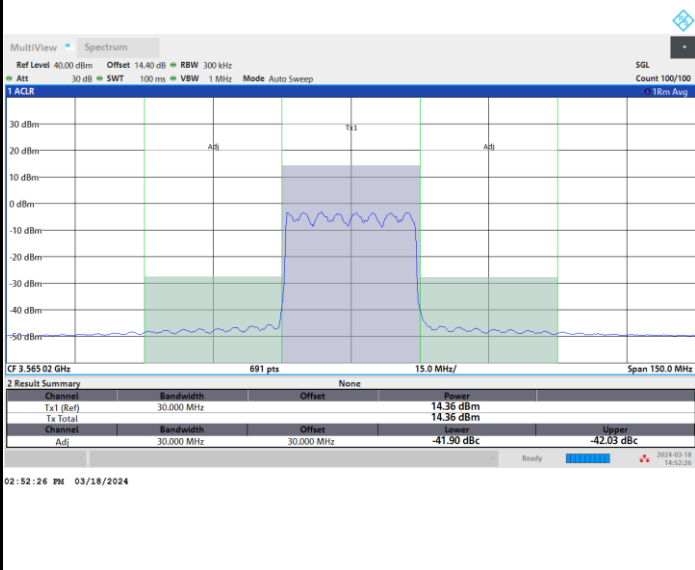 MultiView Spectrum
Ref Level 40.00 dBm Offset 14.40 dB RBW 300 kHz SGL
Att 30 dB SWT 100 ms VBW 1 MHz Mode Auto Sweep Count 100/100
1 ACLR 1Rm Avg
Tx1
30 dBm
Adj Adj
20 dBm
10 dBm
0 dBm
-10 dBm
-20 dBm
-30 dBm
-40 dBm
-50 dBm
CF 3.565 02 GHz 691 pts 15.0 MHz/ Span 150.0 MHz
2 Result Summary None
Channel Bandwidth Offset Power
Tx1 (Ref) 30.000 MHz 14.36 dBm
Tx Total 14.36 dBm
Channel Bandwidth Offset Lower Upper
Adj 30.000 MHz 30.000 MHz -41.90 dBc -42.03 dBc
Ready 2024-03-18
14:52:26
02:52:26 PM 03/18/2024